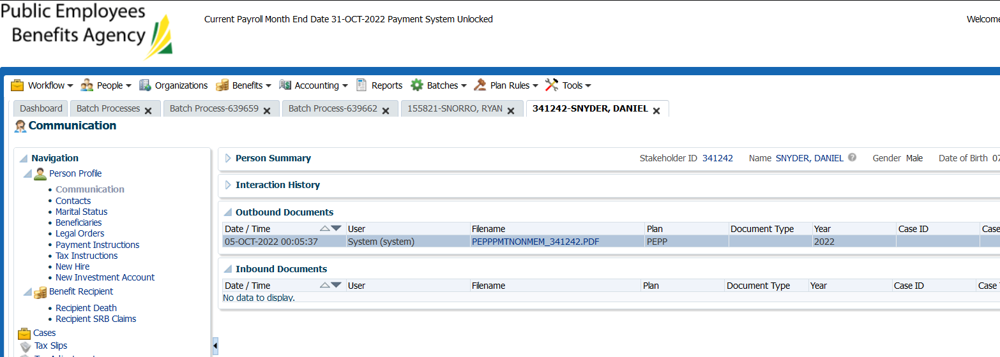 Public Employees
Benefits Agency
Current Payroll Month End Date 31-OCT-2022 Payment System Unlocked
Welcome
Workflow People Organizations Benefits Accounting Reports Batches Plan Rules Tools
Dashboard Batch Processes Batch Process-639659 Batch Process-639662 155821-SNORRO, RYAN 341242-SNYDER, DANIEL
Communication
Navigation
Person Profile
Communication
Contacts
Marital Status
Beneficiaries
Legal Orders
Payment Instructions
Tax Instructions
New Hire
New Investment Account
Benefit Recipient
Recipient Death
Recipient SRB Claims
Cases
Tax Slips
Person Summary Stakeholder ID 341242 Name SNYDER, DANIEL Gender Male Date of Birth 07
Interaction History
Outbound Documents
Date / Time User Filename Plan Document Type Year Case ID Case
05-OCT-2022 00:05:37 System (system) PEPPPMTNONMEM_341242.PDF PEPP 2022
Inbound Documents
Date / Time User Filename Plan Document Type Year Case ID Case
No data to display.